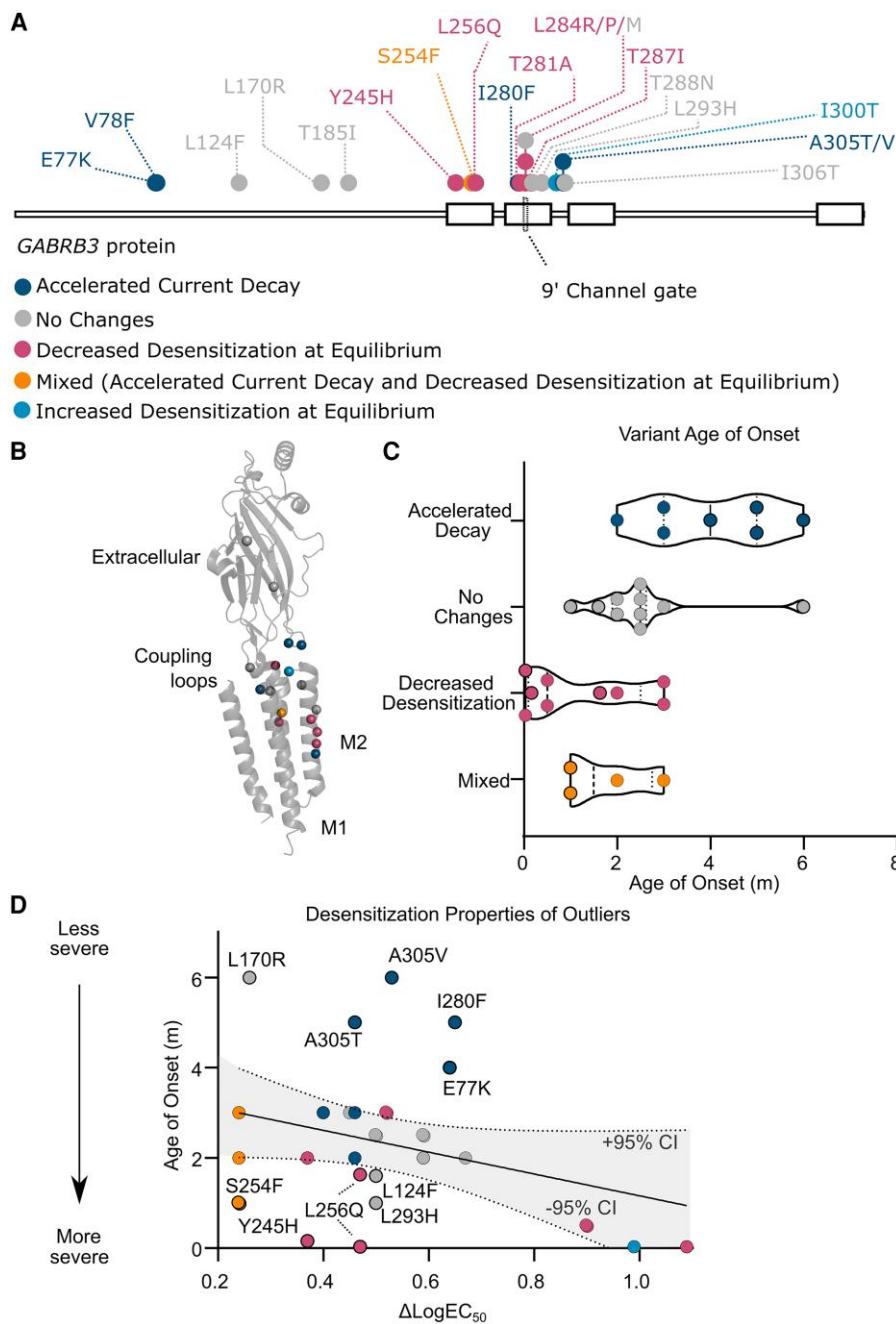 A
L256Q
L284R/P/M
S254F
T287I
L170R
T281A
T288N
V78F
Y245H
I280F
L293H
I300T
L124F
T185I
A305T/V
E77K
I306T
GABRB3 protein
9' Channel gate
Accelerated Current Decay
No Changes
Decreased Desensitization at Equilibrium
Mixed (Accelerated Current Decay and Decreased Desensitization at Equilibrium)
Increased Desensitization at Equilibrium
B
Extracellular
Coupling
loops
M2
M1
C
Variant Age of Onset
Accelerated
Decay
No
Changes
Decreased
Desensitization
Mixed
0 2 4 6 8
Age of Onset (m)
D
Desensitization Properties of Outliers
Less
severe
More
severe
Age of Onset (m)
6
4
2
0
L170R
A305V
I280F
A305T
E77K
+95% CI
S254F
L124F
L256Q
L293H
-95% CI
Y245H
0.2 0.4 0.6 0.8 1.0
ΔLogEC50